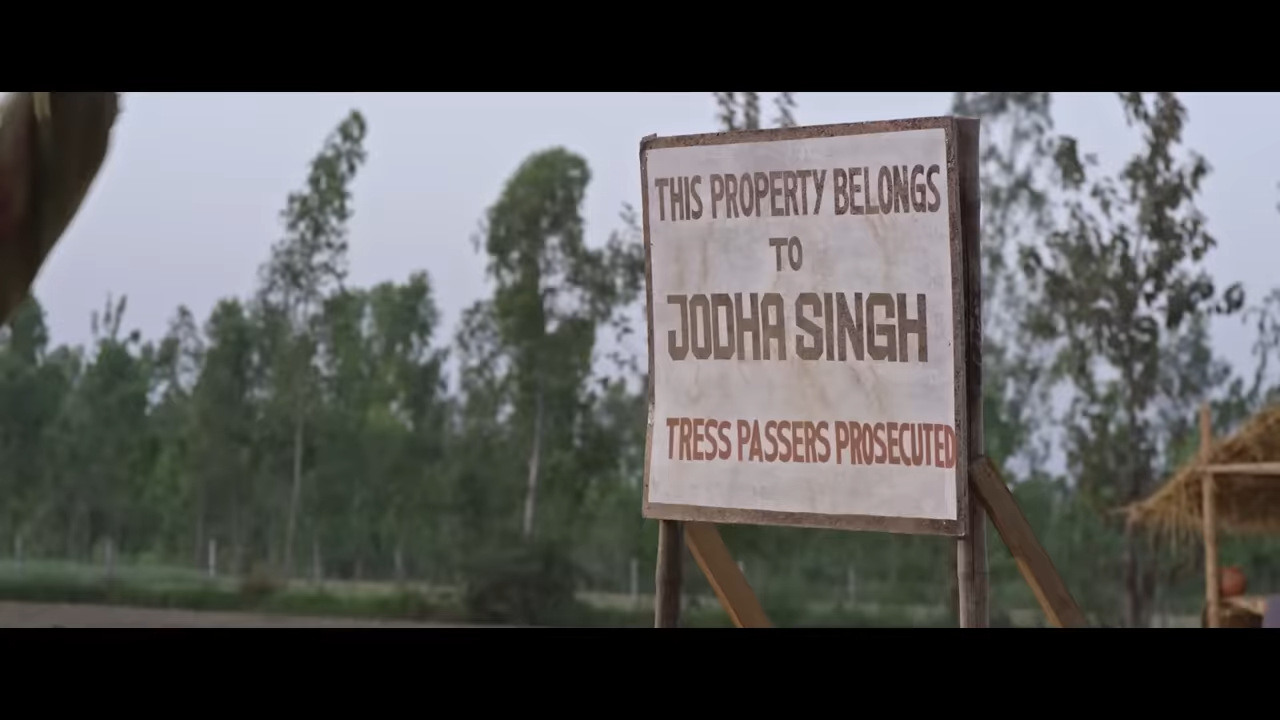 THIS PROPERTY BELONGS
TO
JODHA SINGH
TRESS PASSERS PROSECUTED